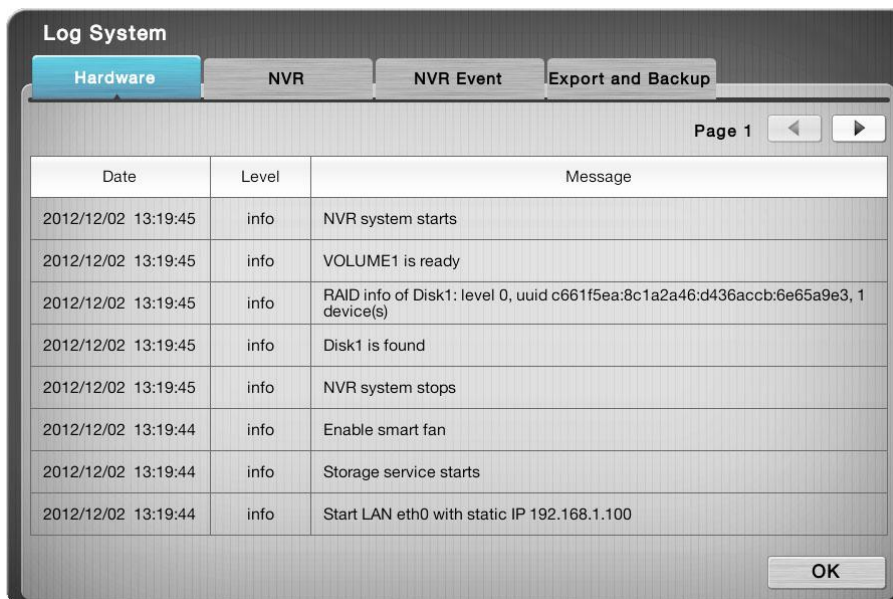 Log System
Hardware NVR NVR Event Export and Backup
Page 1
Date Level Message
2012/12/02 13:19:45 info NVR system starts
2012/12/02 13:19:45 info VOLUME1 is ready
2012/12/02 13:19:45 info RAID info of Disk1: level 0, uuid c661f5ea:8c1a2a46:d436accb:6e65a9e3, 1
device(s)
2012/12/02 13:19:45 info Disk1 is found
2012/12/02 13:19:45 info NVR system stops
2012/12/02 13:19:44 info Enable smart fan
2012/12/02 13:19:44 info Storage service starts
2012/12/02 13:19:44 info Start LAN eth0 with static IP 192.168.1.100
OK